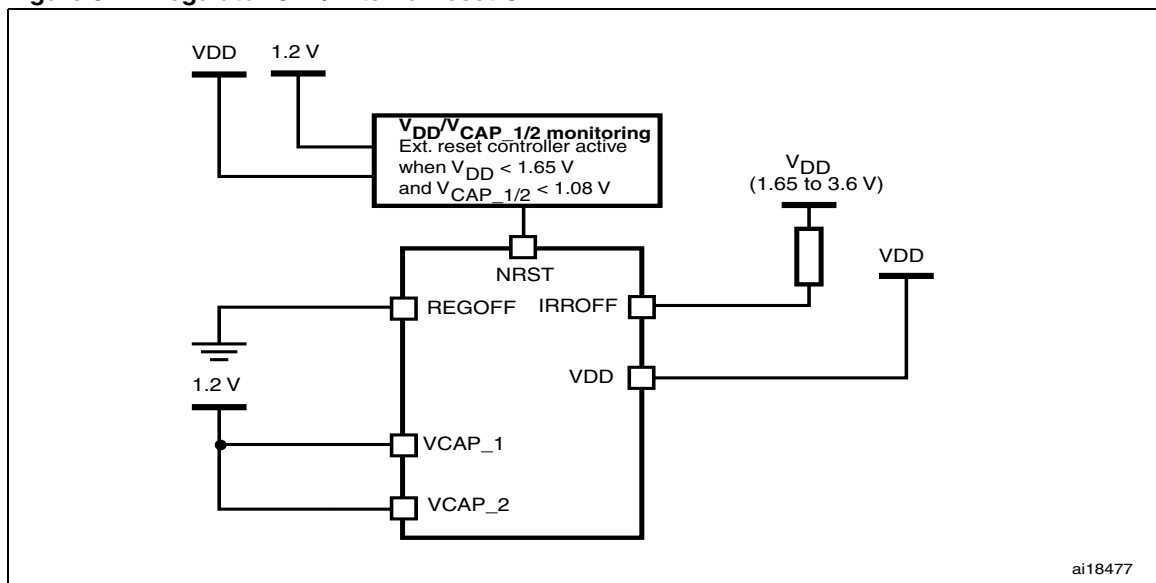 VDD
1.2 V
VDD/VCAP_1/2 monitoring
Ext. reset controller active
when VDD < 1.65 V
and VCAP_1/2 < 1.08 V
VDD
(1.65 to 3.6 V)
VDD
NRST
REGOFF
IRROFF
1.2 V
VDD
VCAP_1
VCAP_2
ai18477